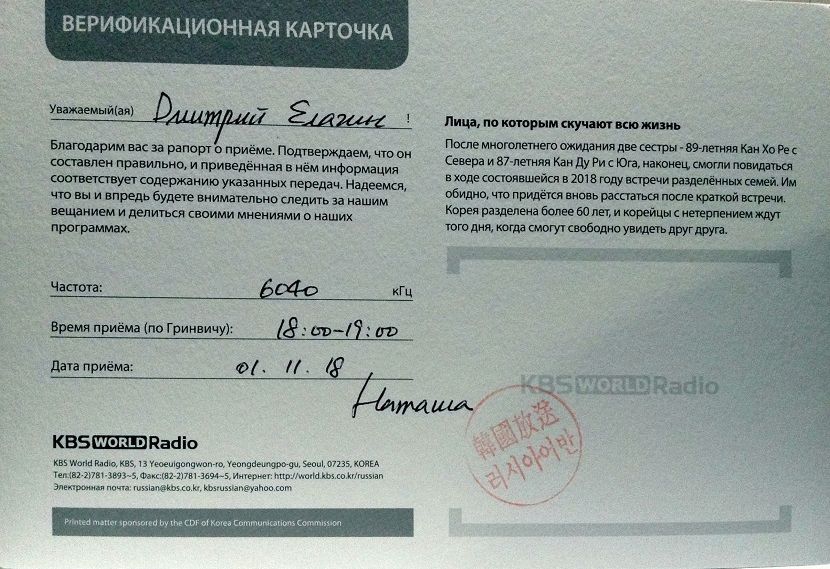 ВЕРИФИКАЦИОННАЯ КАРТОЧКА
Уважаемый(ая) Дмитрий Елагин !
Благодарим вас за рапорт о приёме. Подтверждаем, что он
составлен правильно, и приведённая в нём информация
соответствует содержанию указанных передач. Надеемся,
что вы и впредь будете внимательно следить за нашим
вещанием и делиться своими мнениями о наших
программах.
Частота: 6040 кГц
Время приёма (по Гринвичу): 18:00-19:00
Дата приёма: 01. 11. 18
Наташа
KBS WORLD Radio
KBS World Radio, KBS, 13 Yeoeuigongwon-ro, Yeongdeungpo-gu, Seoul, 07235, KOREA
Тел:(82-2)781-3893~5, Факс:(82-2)781-3694~5, Интернет: http://world.kbs.co.kr/russian
Электронная почта: russian@kbs.co.kr, kbsrussian@yahoo.com
Printed matter sponsored by the CDF of Korea Communications Commission
Лица, по которым скучают всю жизнь
После многолетнего ожидания две сестры - 89-летняя Кан Хо Ре с
Севера и 87-летняя Кан Ду Ри с Юга, наконец, смогли повидаться
в ходе состоявшейся в 2018 году встречи разделённых семей. Им
обидно, что придётся вновь расстаться после краткой встречи.
Корея разделена более 60 лет, и корейцы с нетерпением ждут
того дня, когда смогут свободно увидеть друг друга.
KBS WORLD Radio
韓國放送
러시아어반